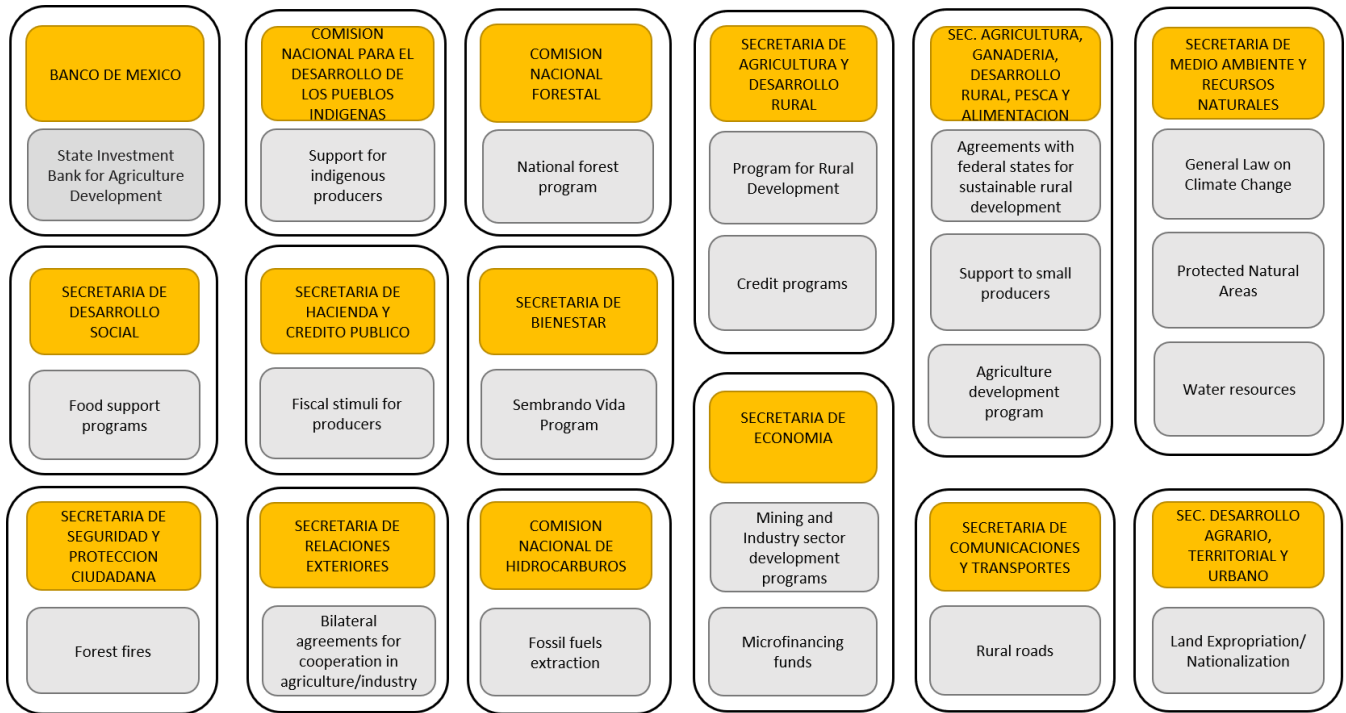 BANCO DE MEXICO
State Investment
Bank for Agriculture
Development
COMISION
NACIONAL PARA EL
DESARROLLO DE
LOS PUEBLOS
INDIGENAS
Support for
indigenous
producers
COMISION
NACIONAL
FORESTAL
National forest
program
SECRETARIA DE
AGRICULTURA Y
DESARROLLO
RURAL
Program for Rural
Development
Credit programs
SEC. AGRICULTURA,
GANADERIA,
DESARROLLO
RURAL, PESCA Y
ALIMENTACION
Agreements with
federal states for
sustainable rural
development
Support to small
producers
Agriculture
development
program
SECRETARIA DE
MEDIO AMBIENTE Y
RECURSOS
NATURALES
General Law on
Climate Change
Protected Natural
Areas
Water resources
SECRETARIA DE
DESARROLLO
SOCIAL
Food support
programs
SECRETARIA DE
HACIENDA Y
CREDITO PUBLICO
Fiscal stimuli for
producers
SECRETARIA DE
BIENESTAR
Sembrando Vida
Program
SECRETARIA DE
ECONOMIA
Mining and
Industry sector
development
programs
Microfinancing
funds
SECRETARIA DE
SEGURIDAD Y
PROTECCION
CIUDADANA
Forest fires
SECRETARIA DE
RELACIONES
EXTERIORES
Bilateral
agreements for
cooperation in
agriculture/industry
COMISION
NACIONAL DE
HIDROCARBUROS
Fossil fuels
extraction
SECRETARIA DE
COMUNICACIONES
Y TRANSPORTES
Rural roads
SEC. DESARROLLO
AGRARIO,
TERRITORIAL Y
URBANO
Land Expropriation/
Nationalization